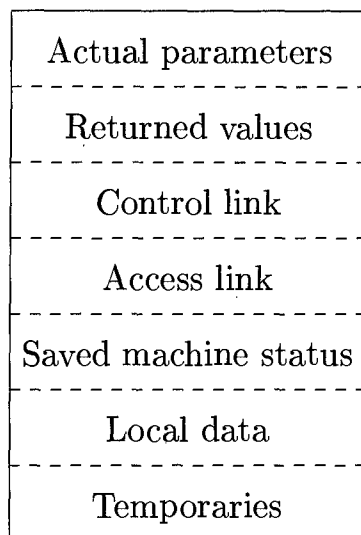 Actual parameters
Returned values
Control link
Access link
Saved machine status
Local data
Temporaries